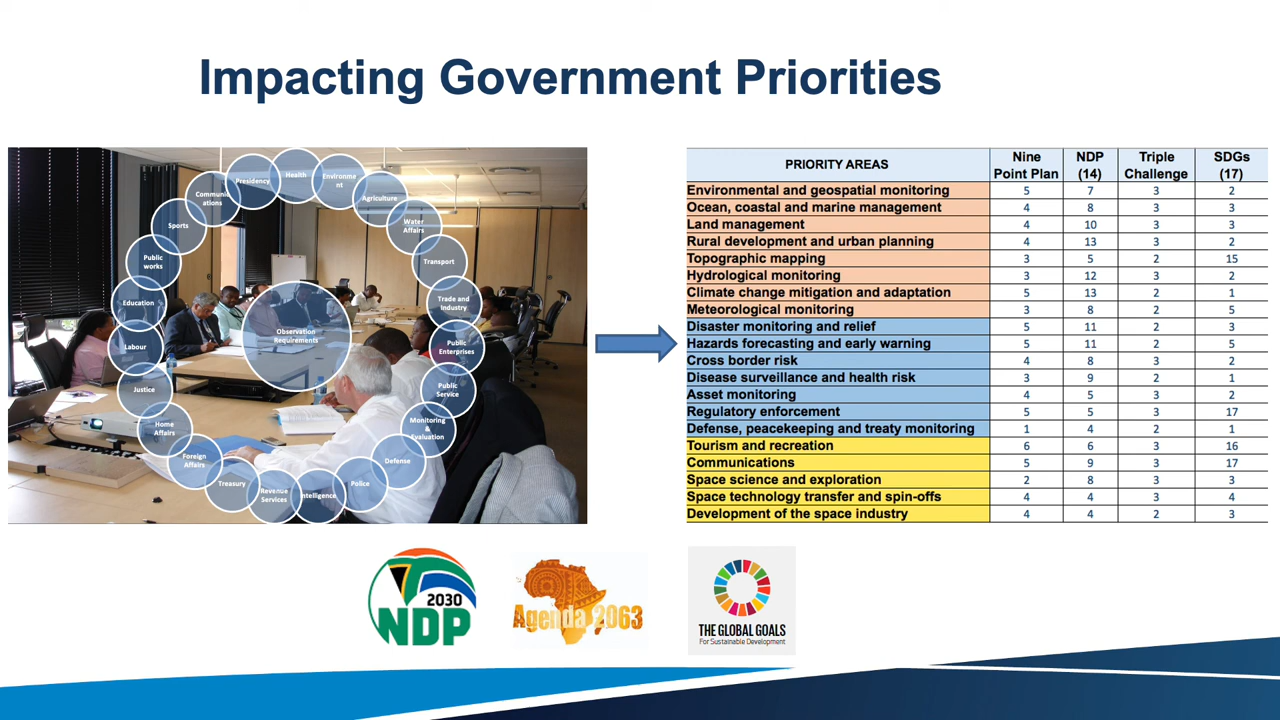 Impacting Government Priorities
Presidency
Health
Environme
nt
Agriculture
Water
Affairs
Transport
Trade and
Industry
Public
Enterprises
Public
Service
Monitoring
&
Evaluation
Defense
Police
Intelligence
Revenue
Services
Treasury
Foreign
Affairs
Home
Affairs
Justice
Labour
Education
Public
works
Sports
Communic
ations
Observation
Requirements
PRIORITY AREAS Nine Point Plan NDP (14) Triple Challenge SDGs (17)
Environmental and geospatial monitoring 5 7 3 2
Ocean, coastal and marine management 4 8 3 3
Land management 4 10 3 3
Rural development and urban planning 4 13 3 2
Topographic mapping 3 5 2 15
Hydrological monitoring 3 12 3 2
Climate change mitigation and adaptation 5 13 2 1
Meteorological monitoring 3 8 2 5
Disaster monitoring and relief 5 11 2 3
Hazards forecasting and early warning 5 11 2 5
Cross border risk 4 8 3 2
Disease surveillance and health risk 3 9 2 1
Asset monitoring 4 5 3 2
Regulatory enforcement 5 5 3 17
Defense, peacekeeping and treaty monitoring 1 4 2 1
Tourism and recreation 6 6 3 16
Communications 5 9 3 17
Space science and exploration 2 8 3 3
Space technology transfer and spin-offs 4 4 3 4
Development of the space industry 4 4 2 3
2030
NDP
Agenda 2063
THE GLOBAL GOALS
For Sustainable Development